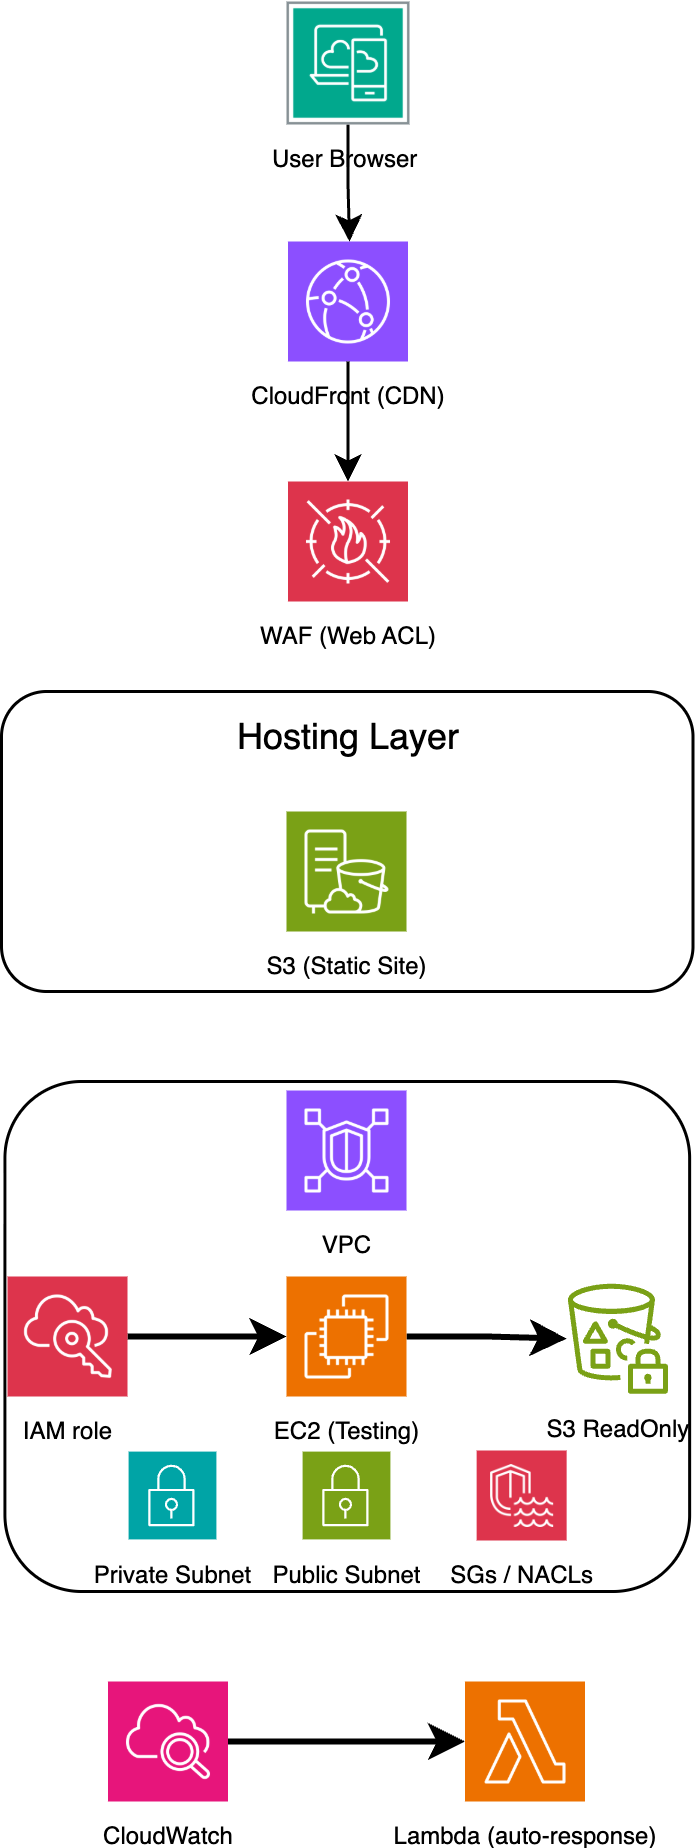 User Browser
CloudFront (CDN)
WAF (Web ACL)
Hosting Layer
S3 (Static Site)
VPC
IAM role
EC2 (Testing)
S3 ReadOnly
Private Subnet
Public Subnet
SGs / NACLs
CloudWatch
Lambda (auto-response)